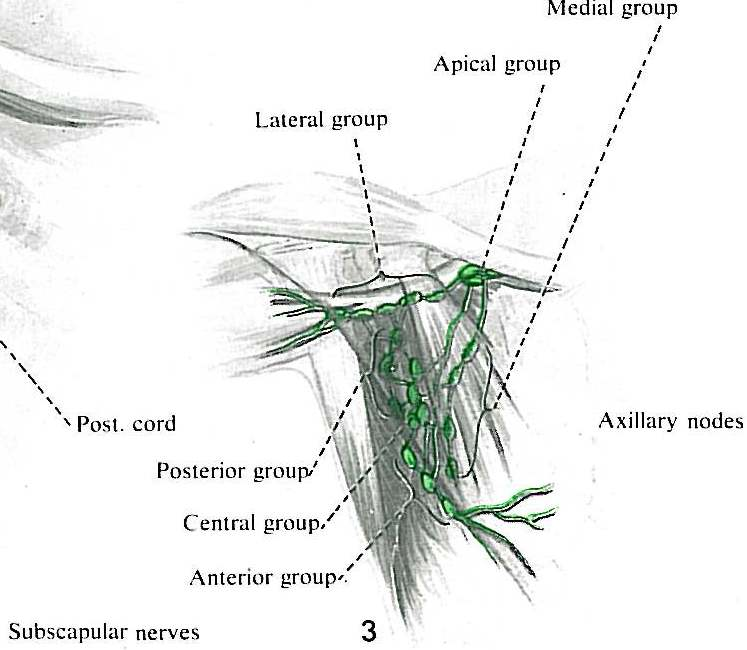 Medial group
Apical group
Lateral group
Post. cord
Axillary nodes
Posterior group
Central group
Anterior group
Subscapular nerves
3